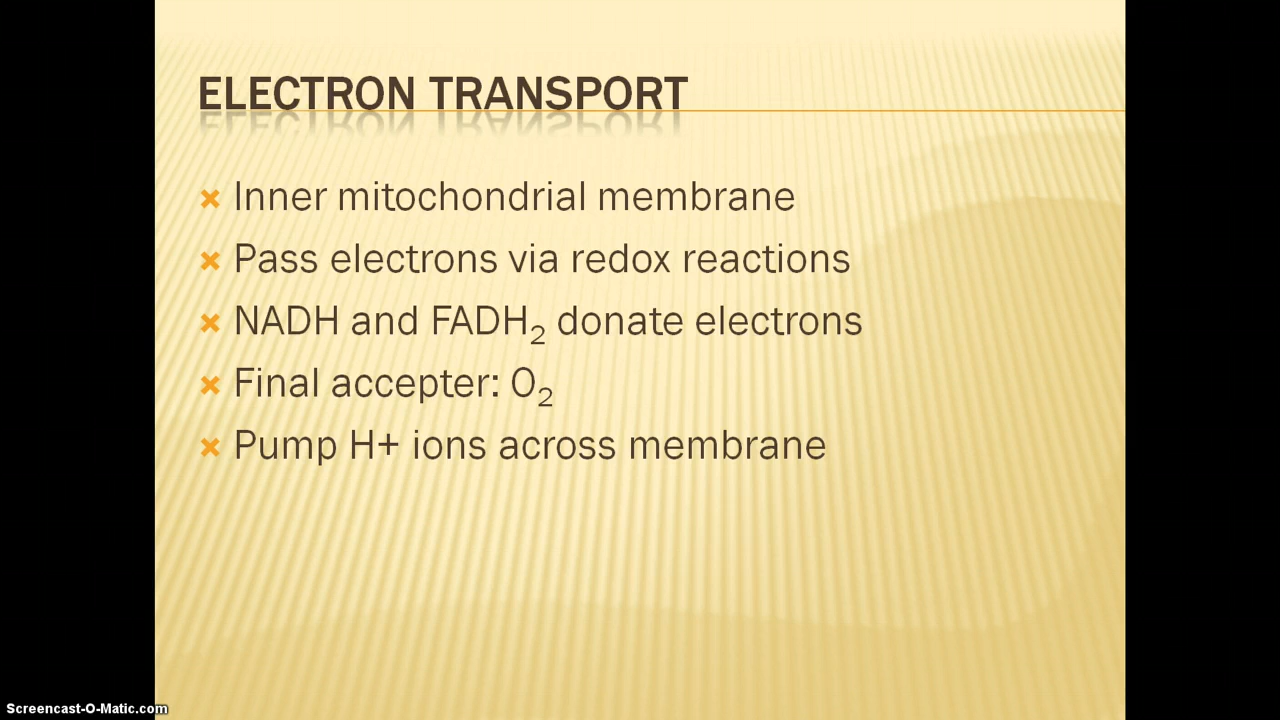 ELECTRON TRANSPORT
Inner mitochondrial membrane
Pass electrons via redox reactions
NADH and FADH₂ donate electrons
Final accepter: O₂
Pump H+ ions across membrane
Screencast-O-Matic.com